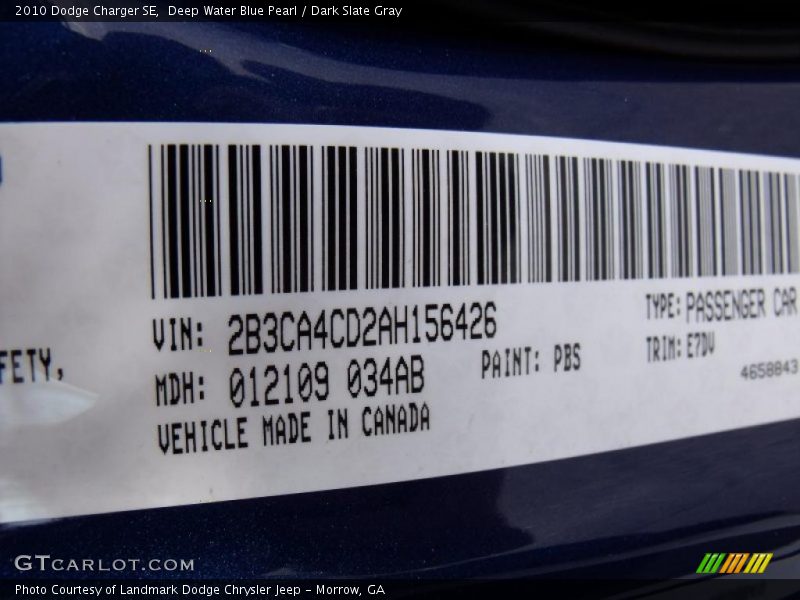 2010 Dodge Charger SE, Deep Water Blue Pearl / Dark Slate Gray
FETY,
VIN: 2B3CA4CD2AH156426
TYPE: PASSENGER CAR
MDH: 012109 034AB
PAINT: PBS
TRIM: E7DV
4658843
VEHICLE MADE IN CANADA
GTCARLOT.COM
Photo Courtesy of Landmark Dodge Chrysler Jeep - Morrow, GA